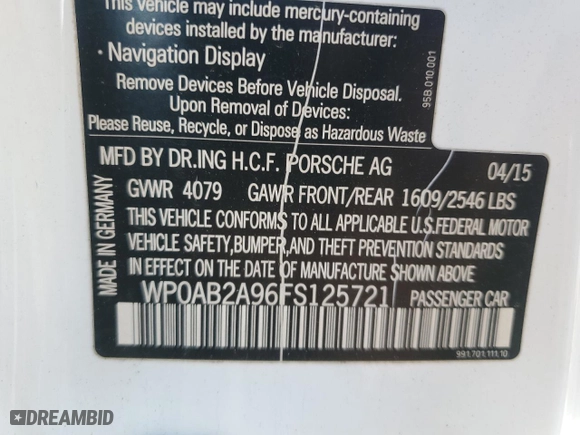 This vehicle may include mercury-containing
devices installed by the manufacturer:
· Navigation Display
Remove Devices Before Vehicle Disposal.
Upon Removal of Devices:
Please Reuse, Recycle, or Dispose as Hazardous Waste
95B.010.001
MFD BY DR.ING H.C.F. PORSCHE AG 04/15
GVWR 4079 GAWR FRONT/REAR 1609/2546 LBS
THIS VEHICLE CONFORMS TO ALL APPLICABLE U.S.FEDERAL MOTOR
VEHICLE SAFETY,BUMPER,AND THEFT PREVENTION STANDARDS
IN EFFECT ON THE DATE OF MANUFACTURE SHOWN ABOVE
WP0AB2A96FS125721 PASSENGER CAR
MADE IN GERMANY
991.701.111.10
DREAMBID